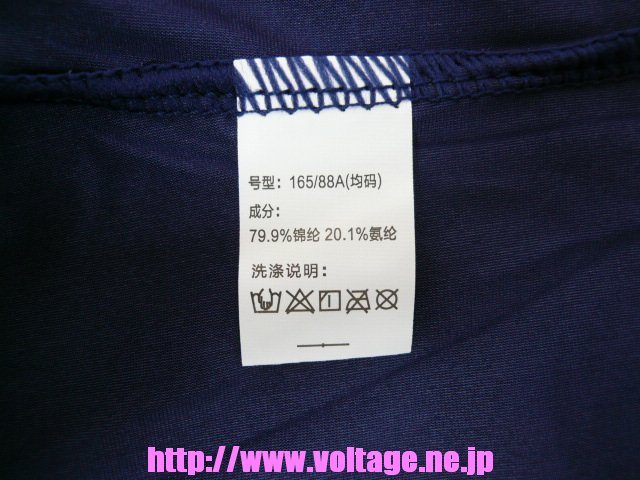 号型：165/88A(均码)
成分：
79.9%锦纶 20.1%氨纶
洗涤说明：
http://www.voltage.ne.jp